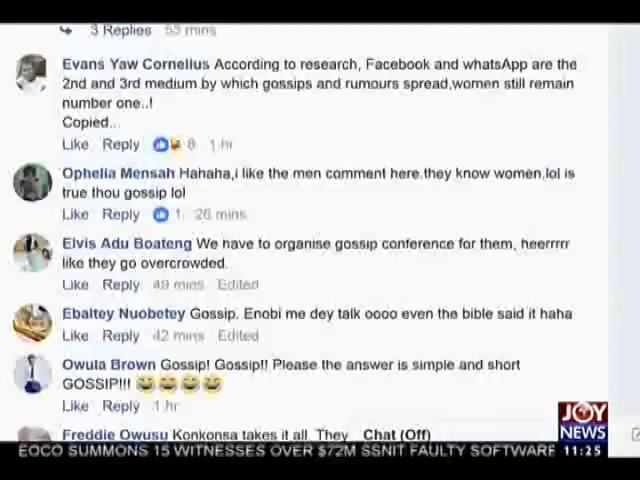 3 Replies 53 mins
Evans Yaw Cornelius According to research, Facebook and whatsApp are the
2nd and 3rd medium by which gossips and rumours spread,women still remain
number one..!
Copied...
Like Reply 8 1 hr
Ophelia Mensah Hahaha,i like the men comment here.they know women.lol is
true thou gossip lol
Like Reply 1 26 mins
Elvis Adu Boateng We have to organise gossip conference for them, heerrrrr
like they go overcrowded.
Like Reply 49 mins Edited
Ebaltey Nuobetey Gossip. Enobi me dey talk oooo even the bible said it haha
Like Reply 42 mins Edited
Owula Brown Gossip! Gossip!! Please the answer is simple and short
GOSSIP!!! 😂😂😂😂
Like Reply 1 hr
Freddie Owusu Konkonsa takes it all. They Chat (Off)
JOY
NEWS
EOCO SUMMONS 15 WITNESSES OVER $72M SSNIT FAULTY SOFTWARE 11:25